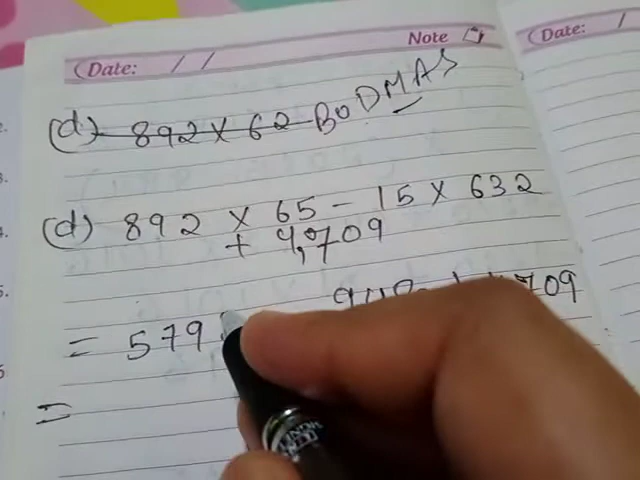 Note
Date: / /
Date: /
(d) 892 x 62 BODMAS
(d) 892 x 65 - 15 x 632
+ 4,709
= 579 709
=